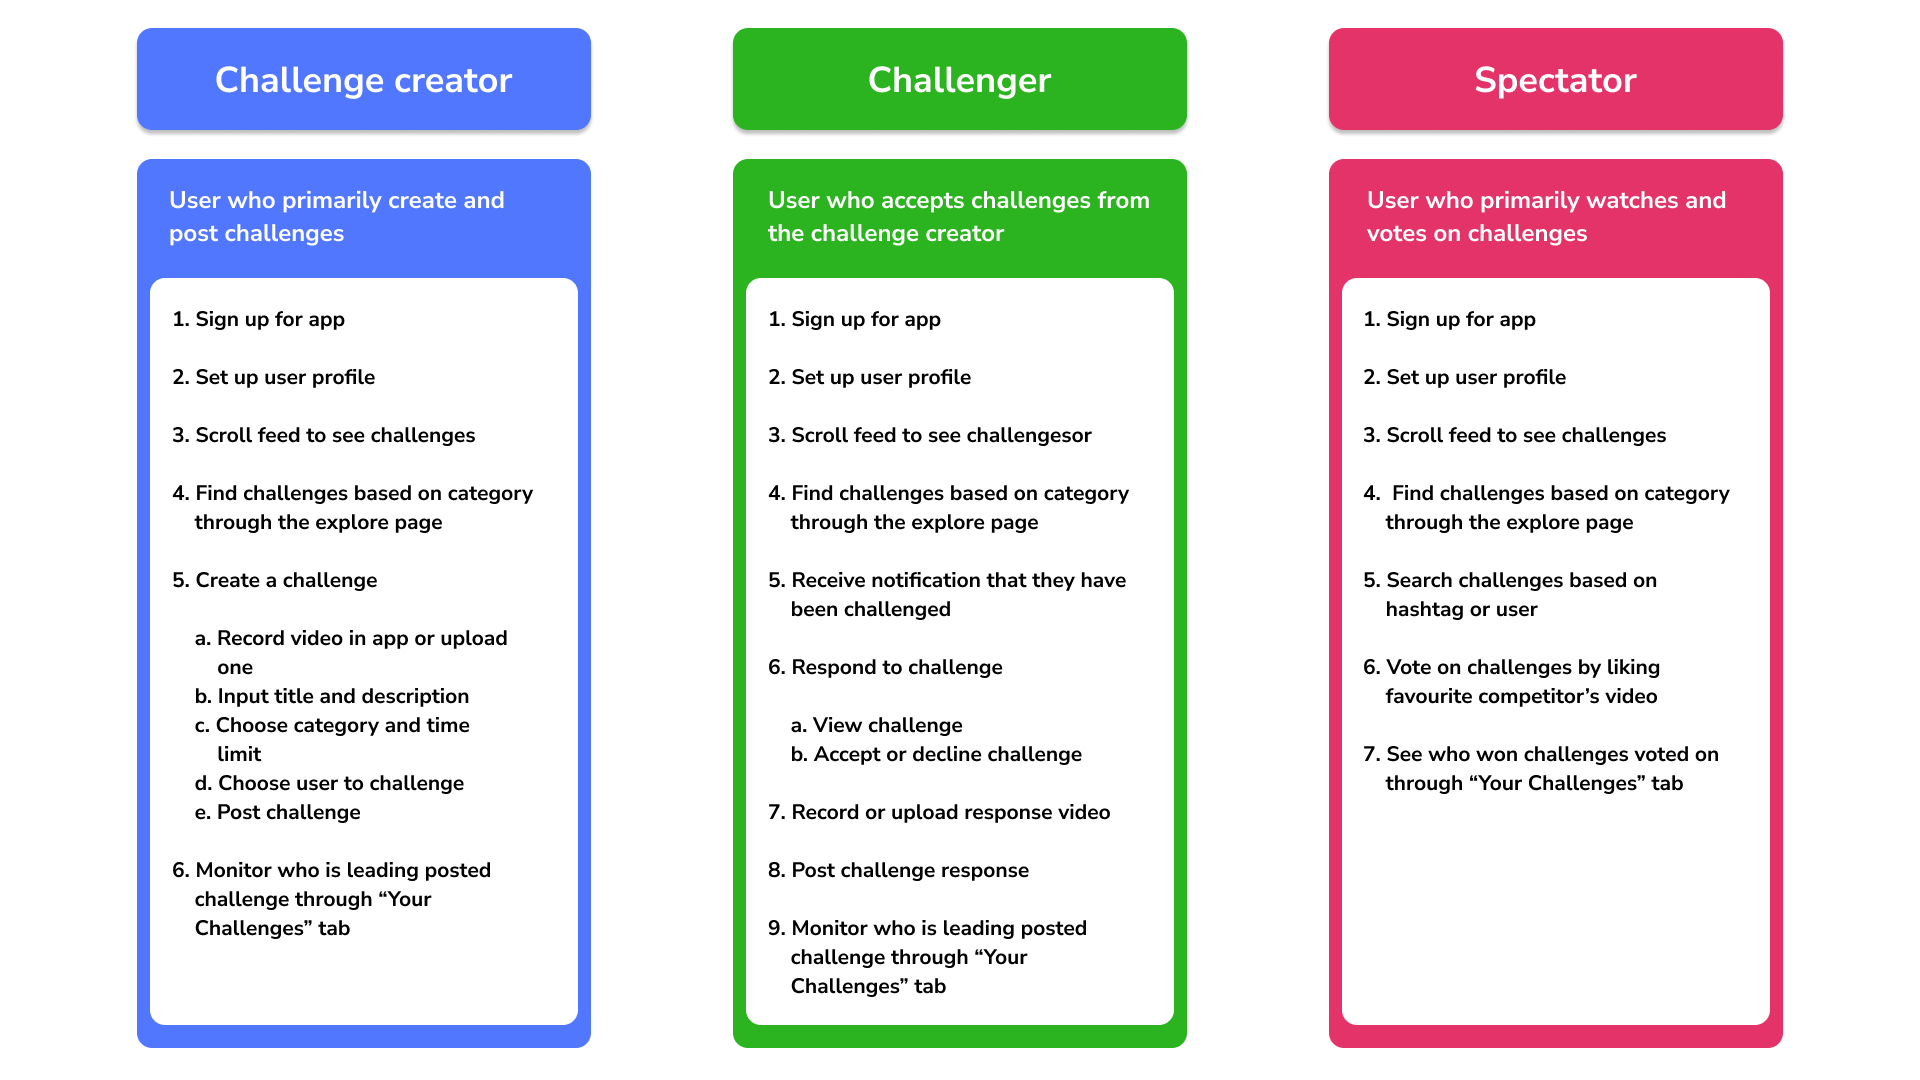 Challenge creator
User who primarily create and
post challenges
1. Sign up for app
2. Set up user profile
3. Scroll feed to see challenges
4. Find challenges based on category
through the explore page
5. Create a challenge
a. Record video in app or upload
one
b. Input title and description
c. Choose category and time
limit
d. Choose user to challenge
e. Post challenge
6. Monitor who is leading posted
challenge through “Your
Challenges” tab
Challenger
User who accepts challenges from
the challenge creator
1. Sign up for app
2. Set up user profile
3. Scroll feed to see challengesor
4. Find challenges based on category
through the explore page
5. Receive notification that they have
been challenged
6. Respond to challenge
a. View challenge
b. Accept or decline challenge
7. Record or upload response video
8. Post challenge response
9. Monitor who is leading posted
challenge through “Your
Challenges” tab
Spectator
User who primarily watches and
votes on challenges
1. Sign up for app
2. Set up user profile
3. Scroll feed to see challenges
4. Find challenges based on category
through the explore page
5. Search challenges based on
hashtag or user
6. Vote on challenges by liking
favourite competitor’s video
7. See who won challenges voted on
through “Your Challenges” tab